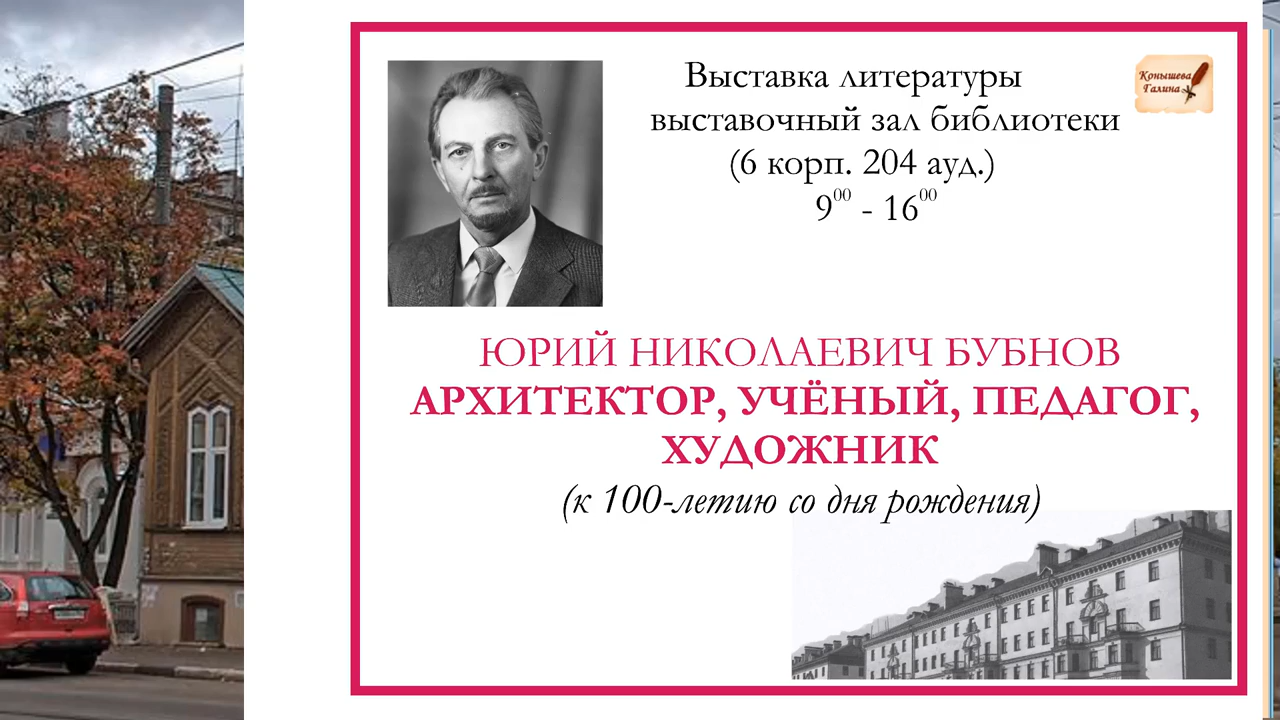 Выставка литературы
выставочный зал библиотеки
(6 корп. 204 ауд.)
9⁰⁰ - 16⁰⁰
Конышева
Галина
ЮРИЙ НИКОЛАЕВИЧ БУБНОВ
АРХИТЕКТОР, УЧЁНЫЙ, ПЕДАГОГ,
ХУДОЖНИК
(к 100-летию со дня рождения)